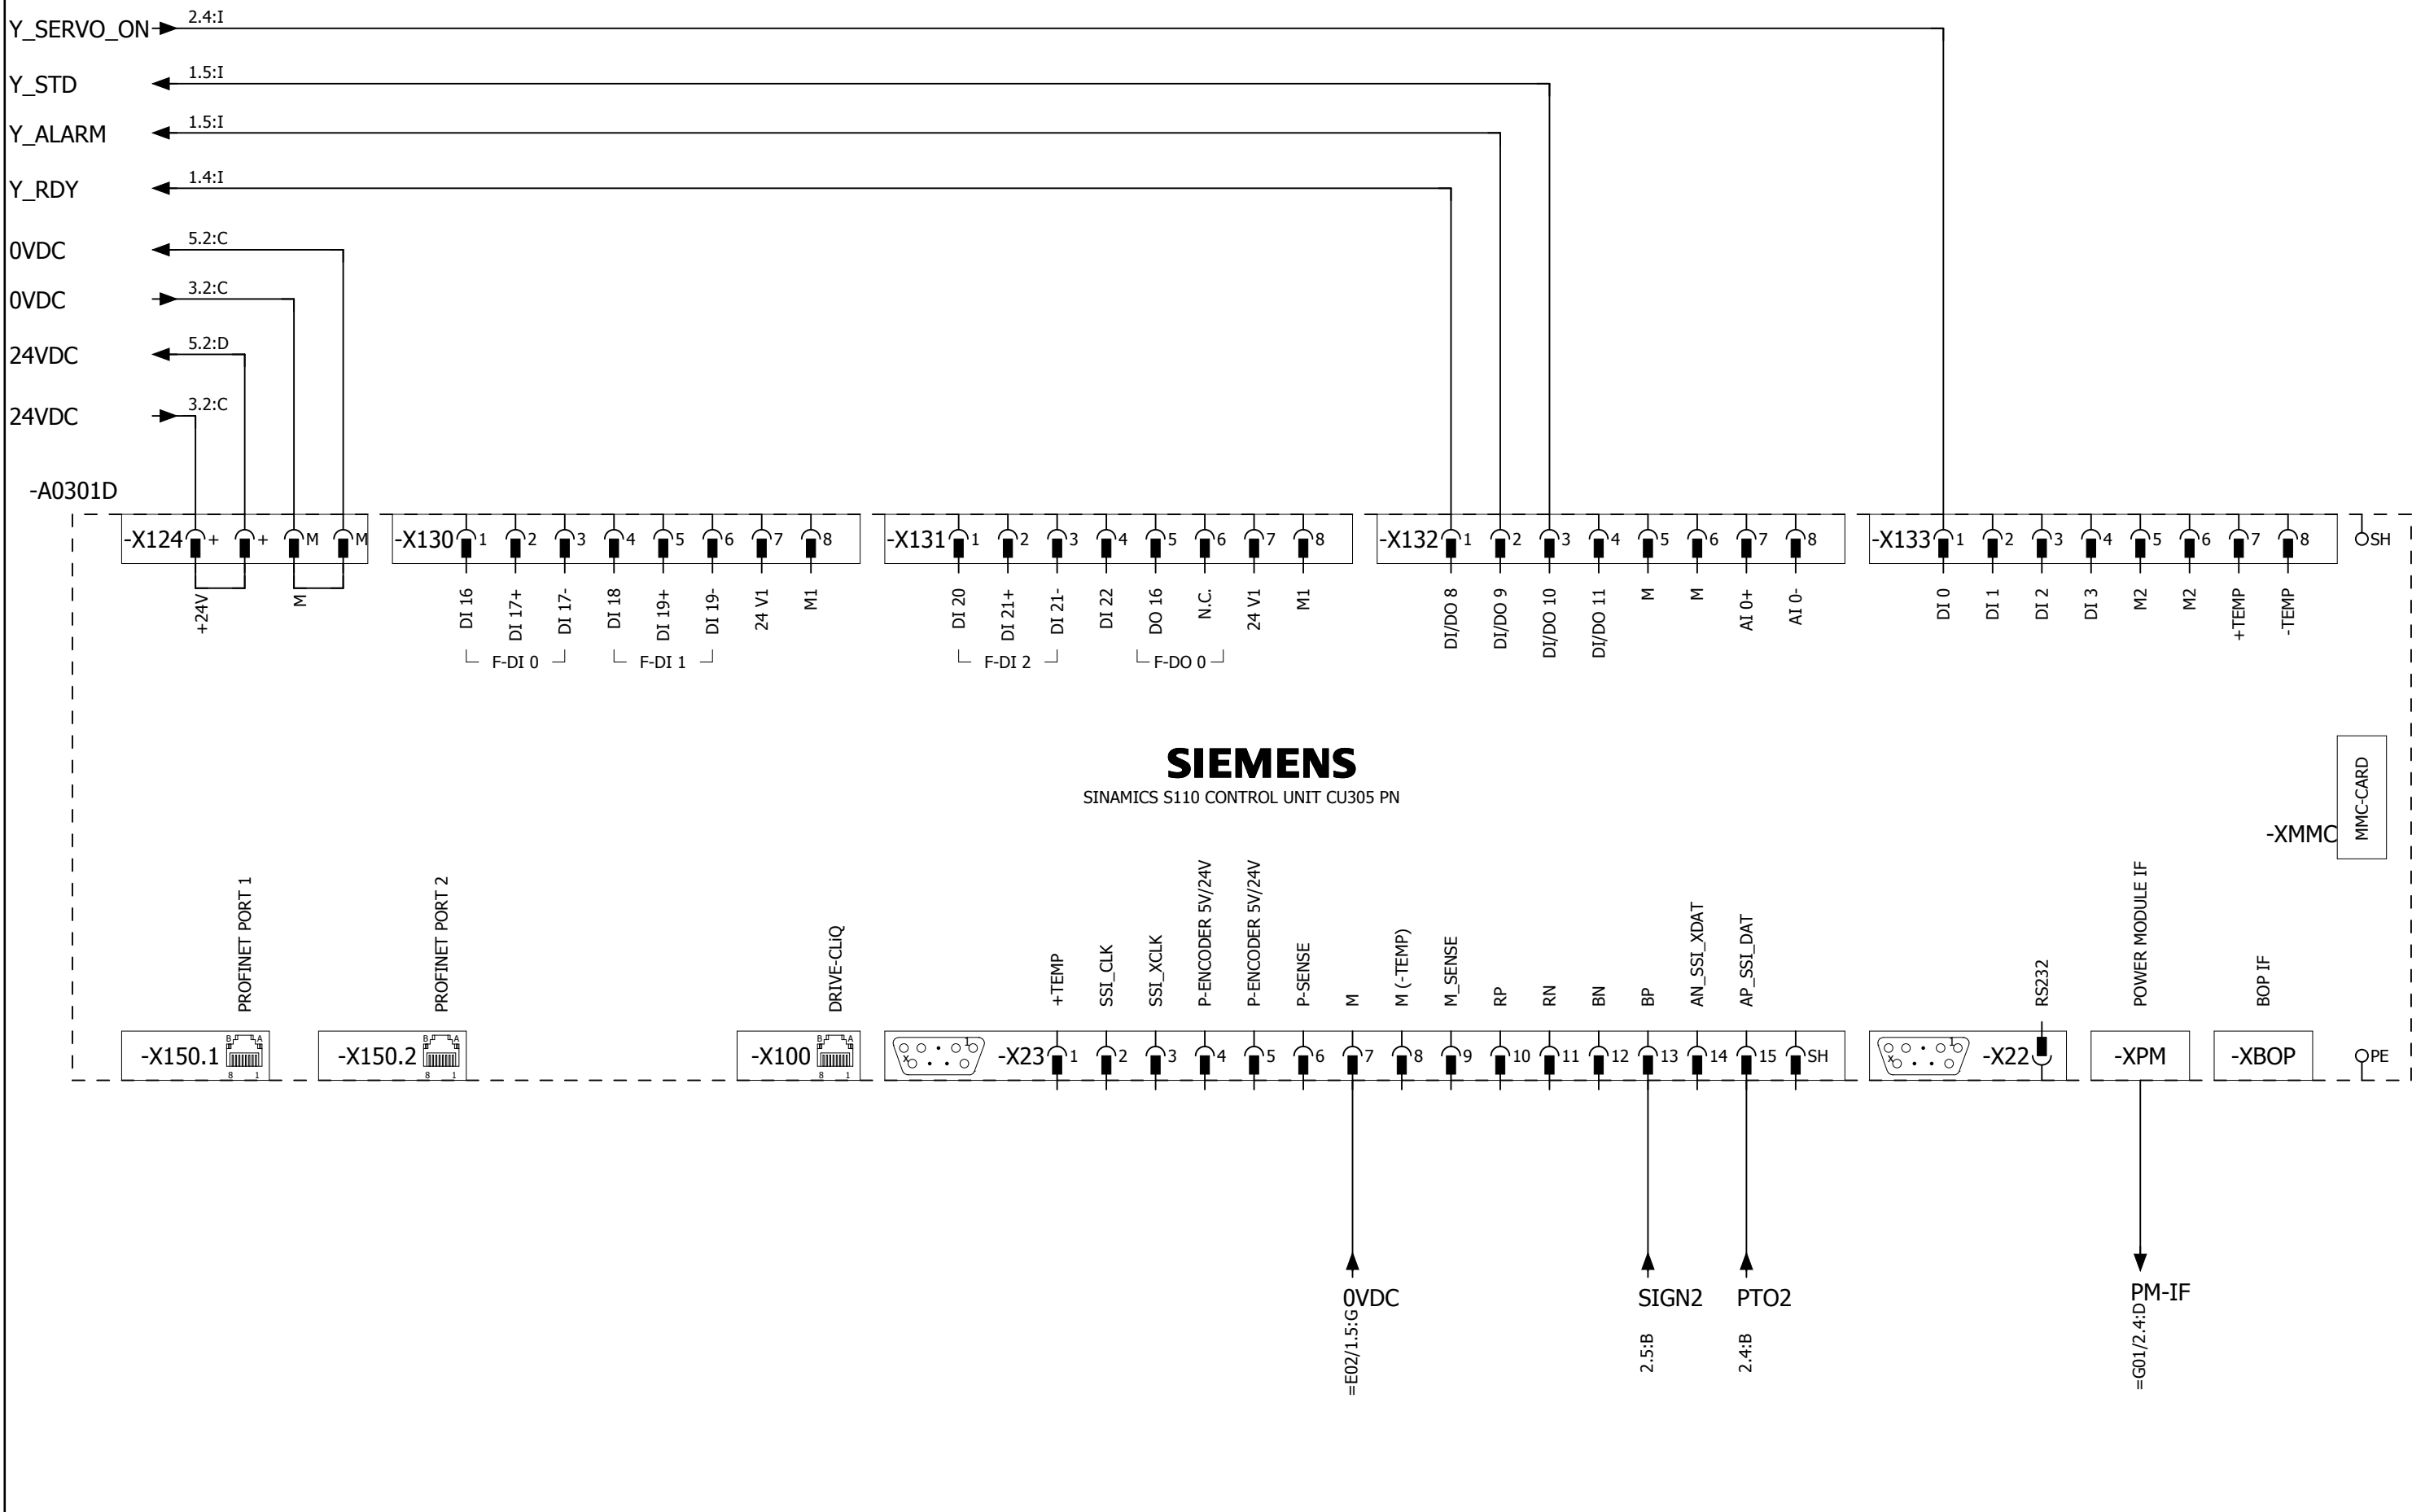 Y_SERVO_ON 2.4:I
Y_STD 1.5:I
Y_ALARM 1.5:I
Y_RDY 1.4:I
0VDC 5.2:C
0VDC 3.2:C
24VDC 5.2:D
24VDC 3.2:C
-A0301D
-X124 + + M M
-X130 1 2 3 4 5 6 7 8
-X131 1 2 3 4 5 6 7 8
-X132 1 2 3 4 5 6 7 8
-X133 1 2 3 4 5 6 7 8
SH
+24V
M
DI 16
DI 17+
DI 17-
DI 18
DI 19+
DI 19-
24 V1
M1
DI 20
DI 21+
DI 21-
DI 22
DO 16
N.C.
24 V1
M1
DI/DO 8
DI/DO 9
DI/DO 10
DI/DO 11
M
M
AI 0+
AI 0-
DI 0
DI 1
DI 2
DI 3
M2
M2
+TEMP
-TEMP
F-DI 0
F-DI 1
F-DI 2
F-DO 0
SIEMENS
SINAMICS S110 CONTROL UNIT CU305 PN
MMC-CARD
-XMMC
PROFINET PORT 1
PROFINET PORT 2
DRIVE-CLiQ
+TEMP
SSI_CLK
SSI_XCLK
P-ENCODER 5V/24V
P-ENCODER 5V/24V
P-SENSE
M
M (-TEMP)
M_SENSE
RP
RN
BN
BP
AN_SSI_XDAT
AP_SSI_DAT
RS232
POWER MODULE IF
BOP IF
-X150.1 B A 8 1
-X150.2 B A 8 1
-X100 B A 8 1
1 x
-X23 1 2 3 4 5 6 7 8 9 10 11 12 13 14 15 SH
1 x
-X22
-XPM
-XBOP
PE
0VDC
=E02/1.5:G
SIGN2
2.5:B
PTO2
2.4:B
PM-IF
=G01/2.4:D